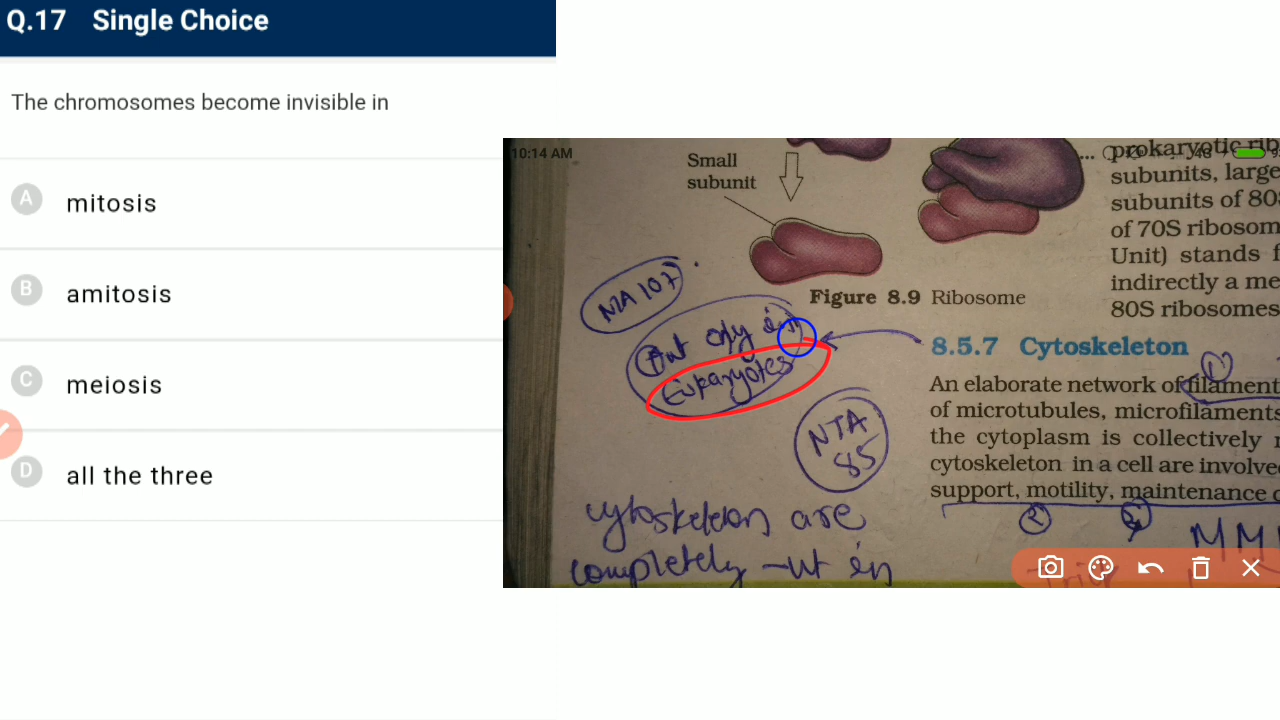 Q.17 Single Choice
The chromosomes become invisible in
A mitosis
B amitosis
C meiosis
D all the three
10:14 AM
Small
subunit
prokaryotic rib
subunits, large
subunits of 80S
of 70S ribosom
Unit) stands f
indirectly a me
80S ribosomes
Figure 8.9 Ribosome
NTA 85
Eukaryotes
8.5.7 Cytoskeleton
An elaborate network of filament
of microtubules, microfilaments
the cytoplasm is collectively r
cytoskeleton in a cell are involve
support, motility, maintenance o
cytoskeleton are
completely in